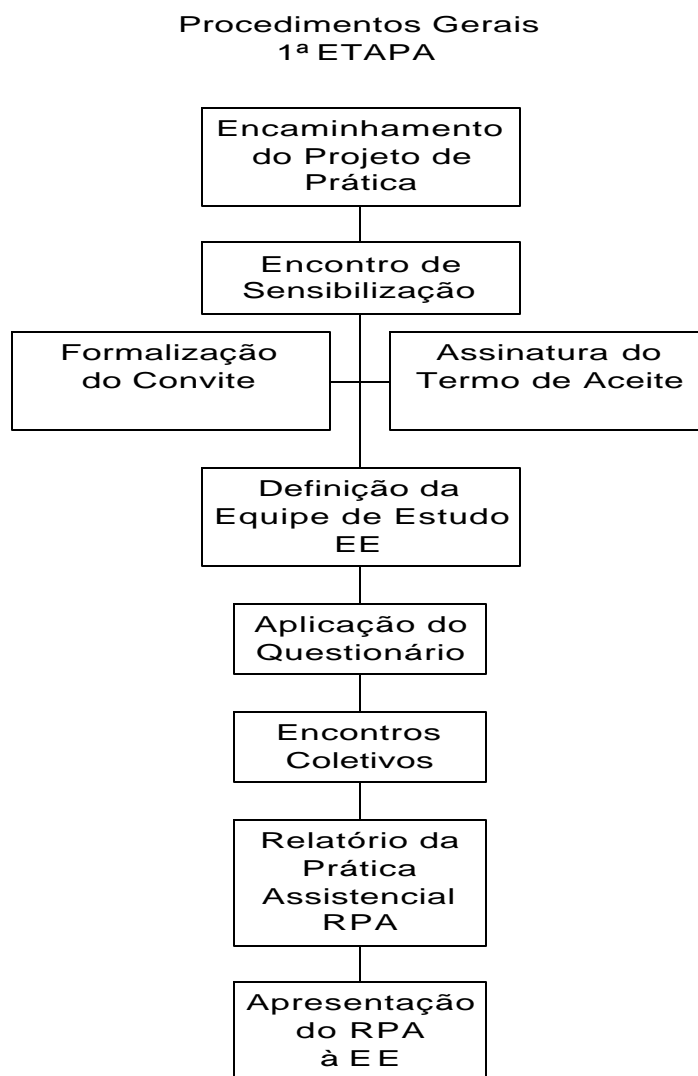 Procedimentos Gerais
1ª ETAPA
Encaminhamento
do Projeto de
Prática
Encontro de
Sensibilização
Formalização
do Convite
Assinatura do
Termo de Aceite
Definição da
Equipe de Estudo
EE
Aplicação do
Questionário
Encontros
Coletivos
Relatório da
Prática
Assistencial
RPA
Apresentação
do RPA
à EE